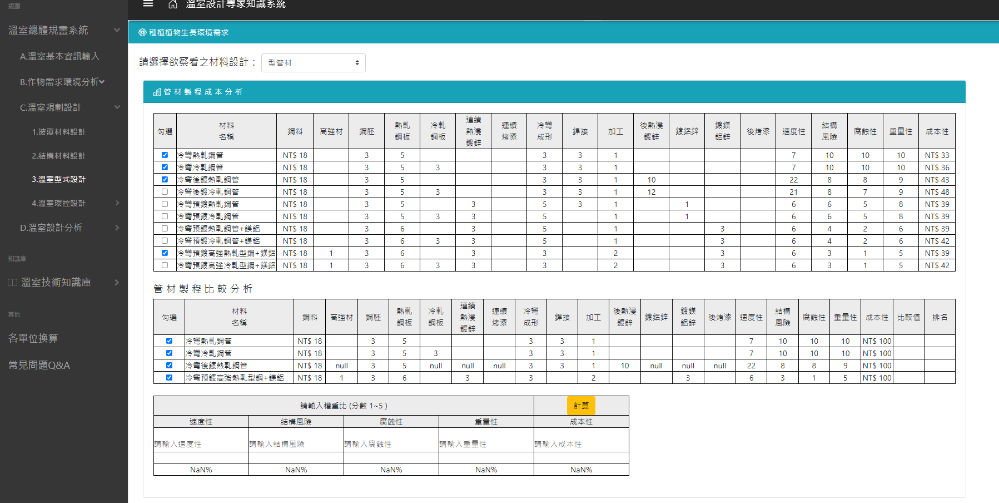 規劃
溫室總體規畫系統
A.溫室基本資訊輸入
B.作物需求環境分析
C.溫室規劃設計
1.披覆材料設計
2.結構材料設計
3.溫室型式設計
4.溫室環控設計
D.溫室設計分析
知識庫
溫室技術知識庫
其他
各單位換算
常見問題Q&A
溫室設計專家知識系統
種植植物生長環境需求
請選擇欲察看之材料設計： 型管材
管材製程成本分析
勾選 材料名稱 鋼料 高強材 鋼胚 熱軋鋼板 冷軋鋼板 連續熱浸鍍鋅 連續烤漆 冷彎成形 銲接 加工 後熱浸鍍鋅 鍍鋁鋅 鍍鎂鋁鋅 後烤漆 速度性 結構風險 腐蝕性 重量性 成本性
冷彎熱軋鋼管 NT$ 18 3 5 3 3 1 7 10 10 10 NT$ 33
冷彎冷軋鋼管 NT$ 18 3 5 3 3 3 1 7 10 10 10 NT$ 36
冷彎後鍍熱軋鋼管 NT$ 18 3 5 3 3 1 10 22 8 8 9 NT$ 43
冷彎後鍍冷軋鋼管 NT$ 18 3 5 3 3 3 1 12 21 8 7 9 NT$ 48
冷彎預鍍熱軋鋼管 NT$ 18 3 5 3 5 3 1 1 6 6 5 8 NT$ 39
冷彎預鍍冷軋鋼管 NT$ 18 3 5 3 3 5 1 1 6 6 5 8 NT$ 39
冷彎預鍍熱軋鋼管+鎂鋁 NT$ 18 3 6 3 5 1 3 6 4 2 6 NT$ 39
冷彎預鍍冷軋鋼管+鎂鋁 NT$ 18 3 6 3 3 5 1 3 6 4 2 6 NT$ 42
冷彎預鍍高強熱軋型鋼+鎂鋁 NT$ 18 1 3 6 3 3 2 3 6 3 1 5 NT$ 39
冷彎預鍍高強冷軋型鋼+鎂鋁 NT$ 18 1 3 6 3 3 3 2 3 6 3 1 5 NT$ 42
管材製程比較分析
勾選 材料名稱 鋼料 高強材 鋼胚 熱軋鋼板 冷軋鋼板 連續熱浸鍍鋅 連續烤漆 冷彎成形 銲接 加工 後熱浸鍍鋅 鍍鋁鋅 鍍鎂鋁鋅 後烤漆 速度性 結構風險 腐蝕性 重量性 成本性 比較值 排名
冷彎熱軋鋼管 NT$ 18 3 5 3 3 1 7 10 10 10 NT$ 100
冷彎冷軋鋼管 NT$ 18 3 5 3 3 3 1 7 10 10 10 NT$ 100
冷彎後鍍熱軋鋼管 NT$ 18 null 3 5 null null null 3 3 1 10 null null null 22 8 8 9 NT$ 100
冷彎預鍍高強熱軋型鋼+鎂鋁 NT$ 18 1 3 6 3 3 2 3 6 3 1 5 NT$ 100
請輸入權重比 (分數 1~5 ) 計算
速度性 結構風險 腐蝕性 重量性 成本性
請輸入速度性 請輸入結構風險 請輸入腐蝕性 請輸入重量性 請輸入成本性
NaN% NaN% NaN% NaN% NaN%